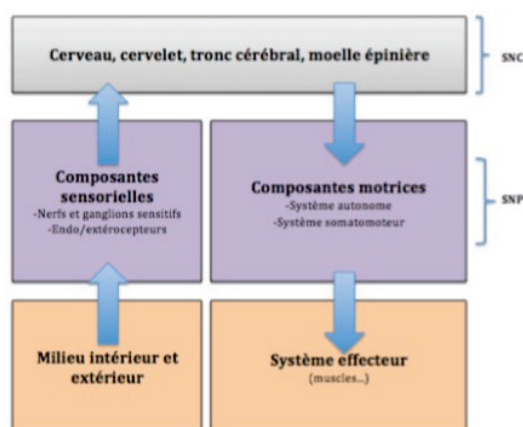 Cerveau, cervelet, tronc cérébral, moelle épinière
SNC
Composantes
sensorielles
-Nerfs et ganglions sensitifs
-Endo/extérocepteurs
Composantes motrices
-Système autonome
-Système somatomoteur
SNP
Milieu intérieur et
extérieur
Système effecteur
(muscles...)